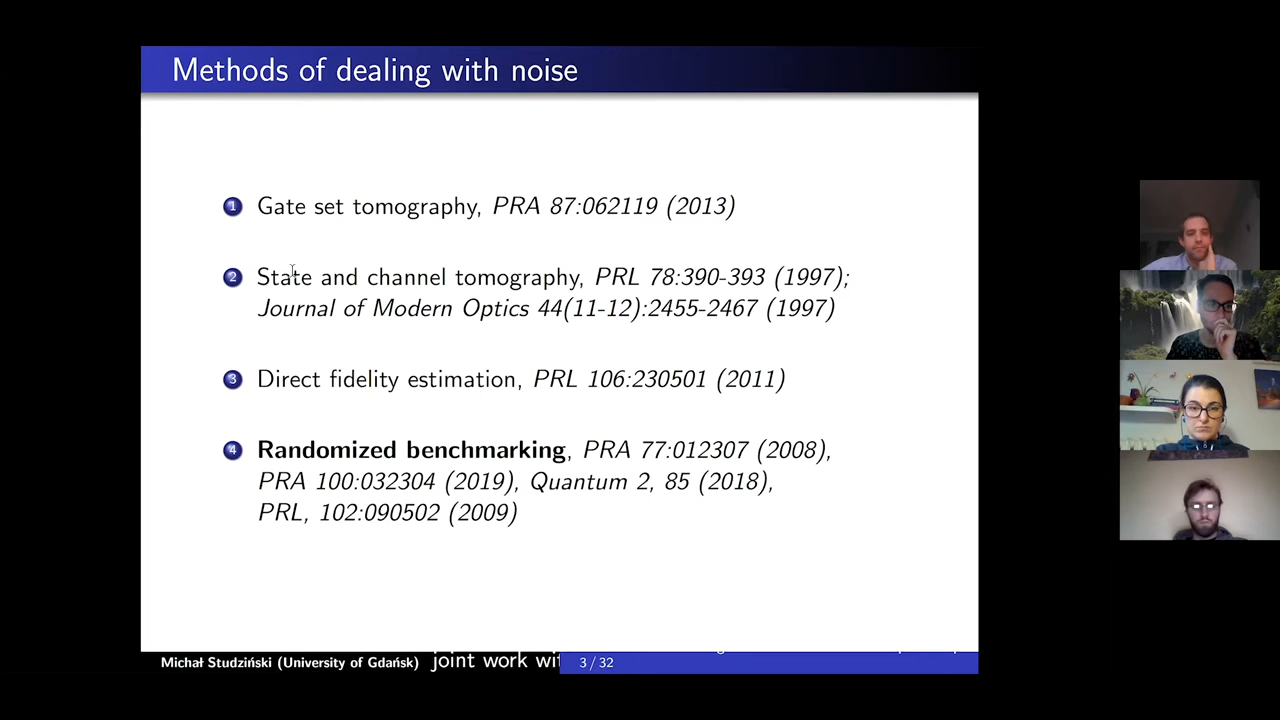 Methods of dealing with noise
1 Gate set tomography, PRA 87:062119 (2013)
2 State and channel tomography, PRL 78:390-393 (1997);
Journal of Modern Optics 44(11-12):2455-2467 (1997)
3 Direct fidelity estimation, PRL 106:230501 (2011)
4 Randomized benchmarking, PRA 77:012307 (2008),
PRA 100:032304 (2019), Quantum 2, 85 (2018),
PRL, 102:090502 (2009)
Michał Studziński (University of Gdańsk) joint work wit 3 / 32